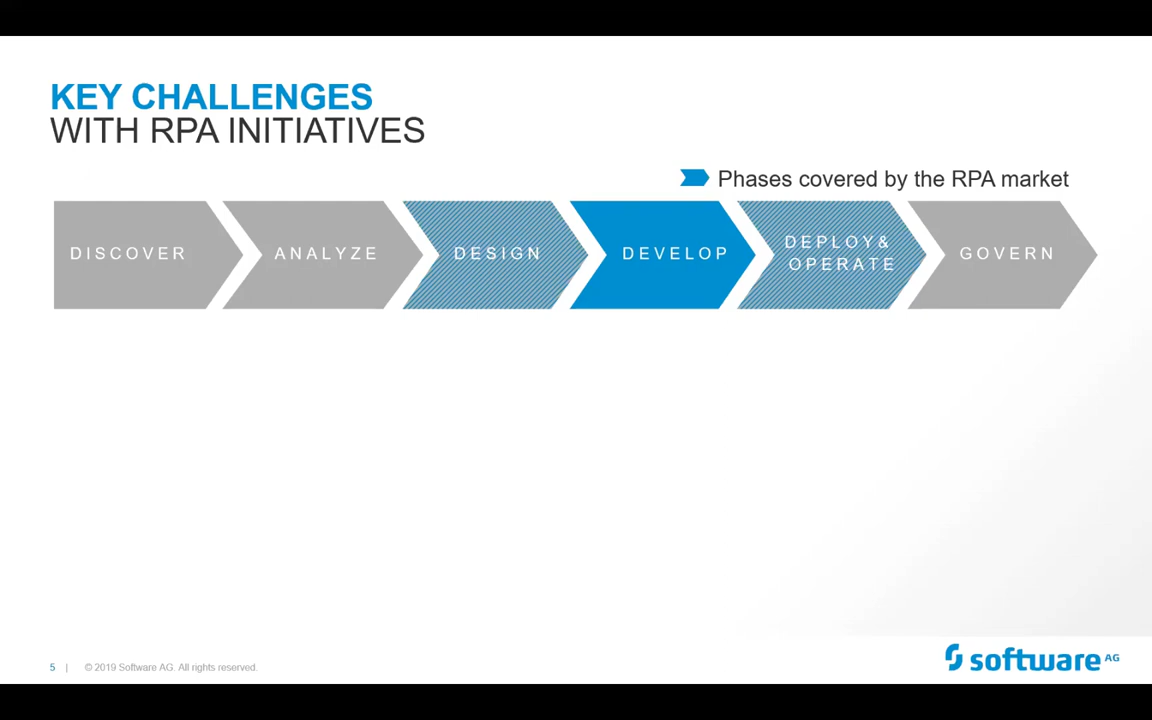 KEY CHALLENGES
WITH RPA INITIATIVES
Phases covered by the RPA market
DISCOVER
ANALYZE
DESIGN
DEVELOP
DEPLOY&
OPERATE
GOVERN
5 | © 2019 Software AG. All rights reserved.
software AG